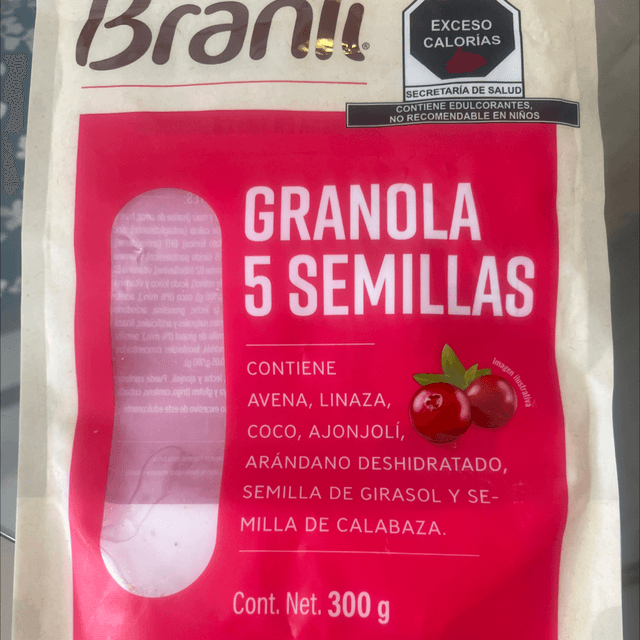 Branli®
EXCESO
CALORÍAS
SECRETARÍA DE SALUD
CONTIENE EDULCORANTES,
NO RECOMENDABLE EN NIÑOS
GRANOLA
5 SEMILLAS
CONTIENE
AVENA, LINAZA,
COCO, AJONJOLÍ,
ARÁNDANO DESHIDRATADO,
SEMILLA DE GIRASOL Y SE-
MILLA DE CALABAZA.
Imagen ilustrativa
Cont. Net. 300 g